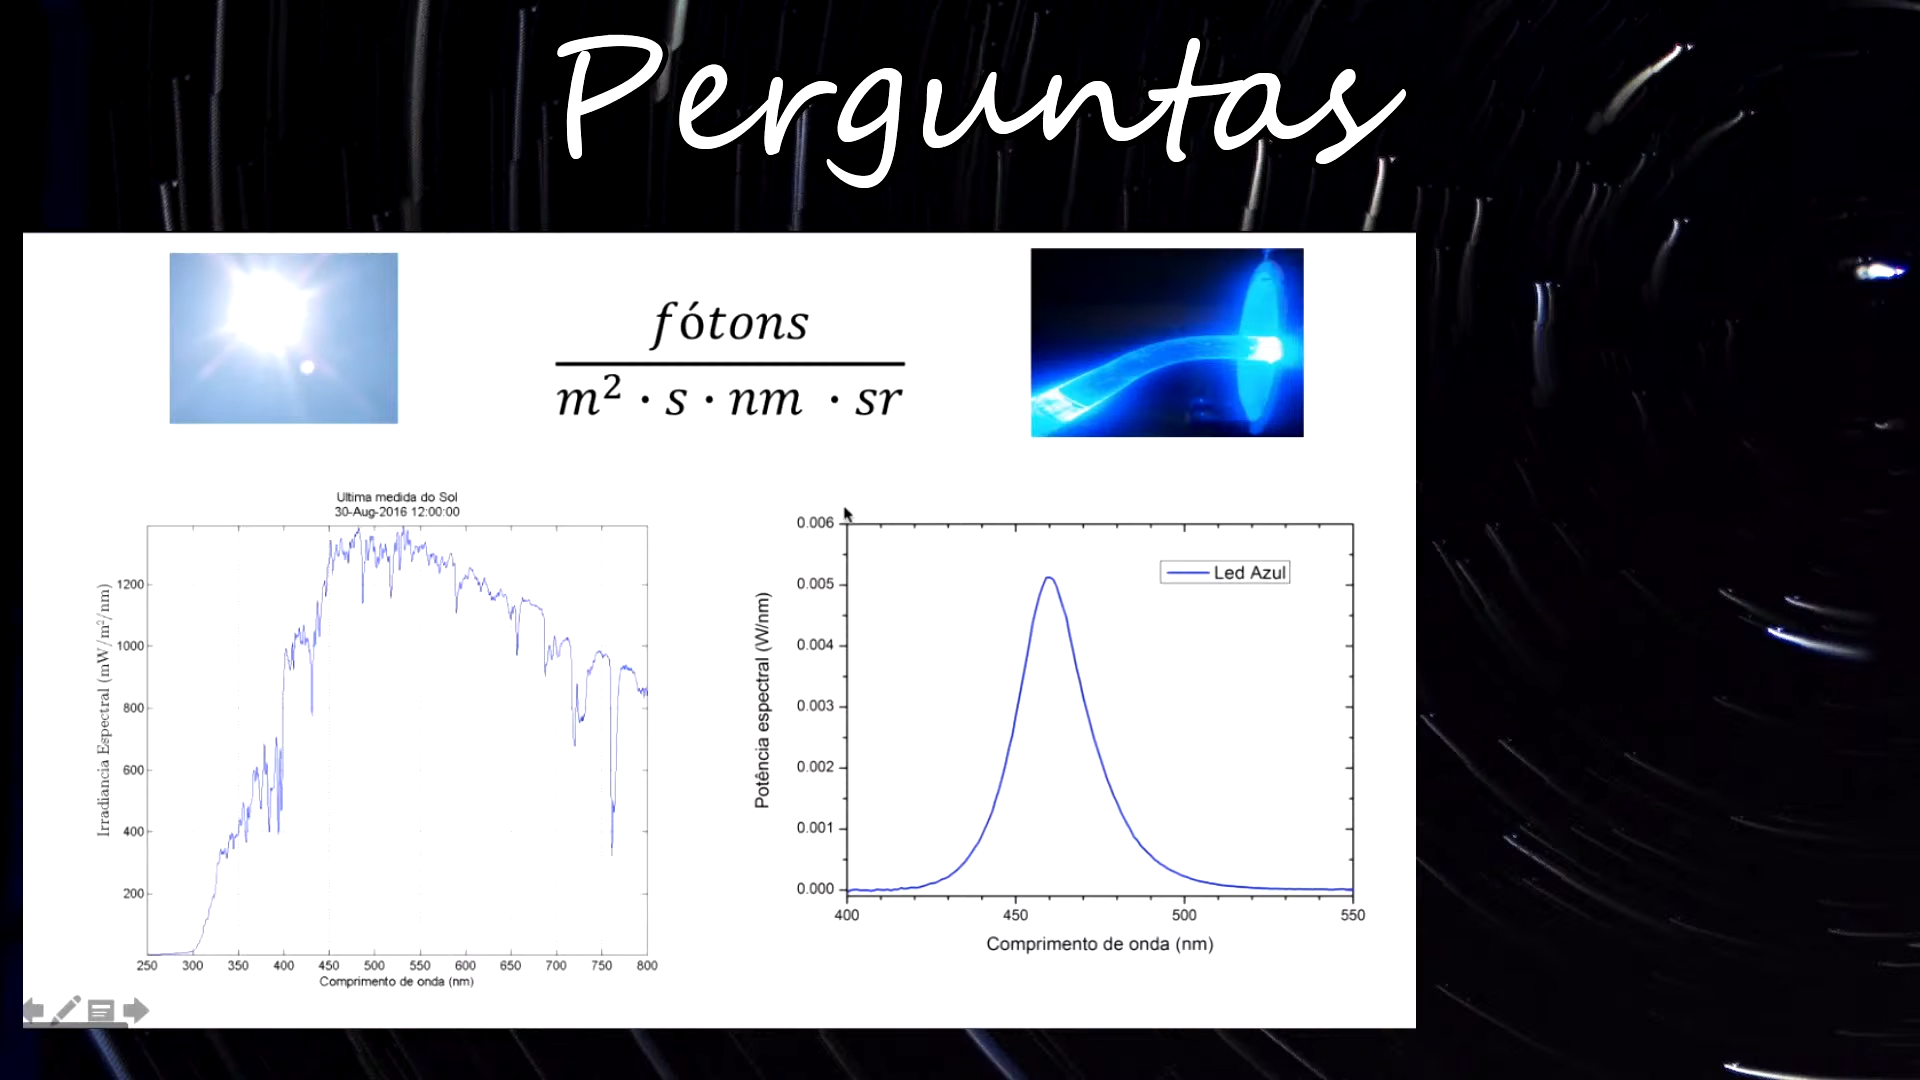 Perguntas
fótons
m² · s · nm · sr
Ultima medida do Sol
30-Aug-2016 12:00:00
Irradiancia Espectral (mW/m²/nm)
1200
1000
800
600
400
200
250 300 350 400 450 500 550 600 650 700 750 800
Comprimento de onda (nm)
Led Azul
Potência espectral (W/nm)
0.006
0.005
0.004
0.003
0.002
0.001
0.000
400 450 500 550
Comprimento de onda (nm)